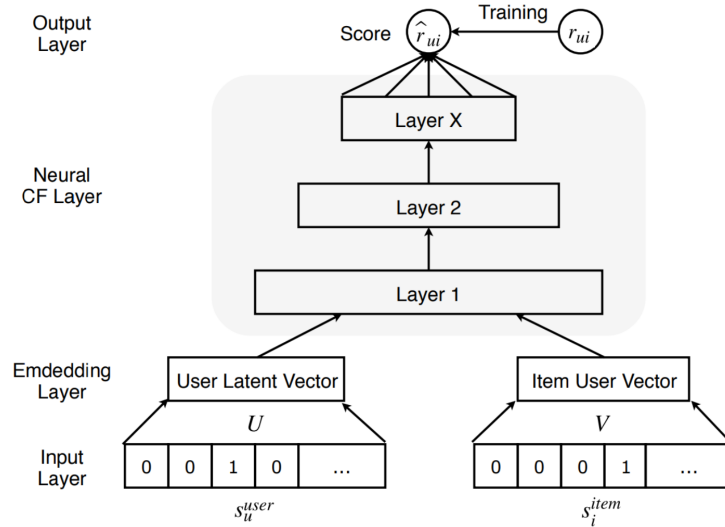 Output
Layer
Score
r̂ui
Training
rui
Layer X
Neural
CF Layer
Layer 2
Layer 1
Emdedding
Layer
User Latent Vector
Item User Vector
U
V
Input
Layer
0 0 1 0 ...
0 0 0 1 ...
s_u^user
s_i^item